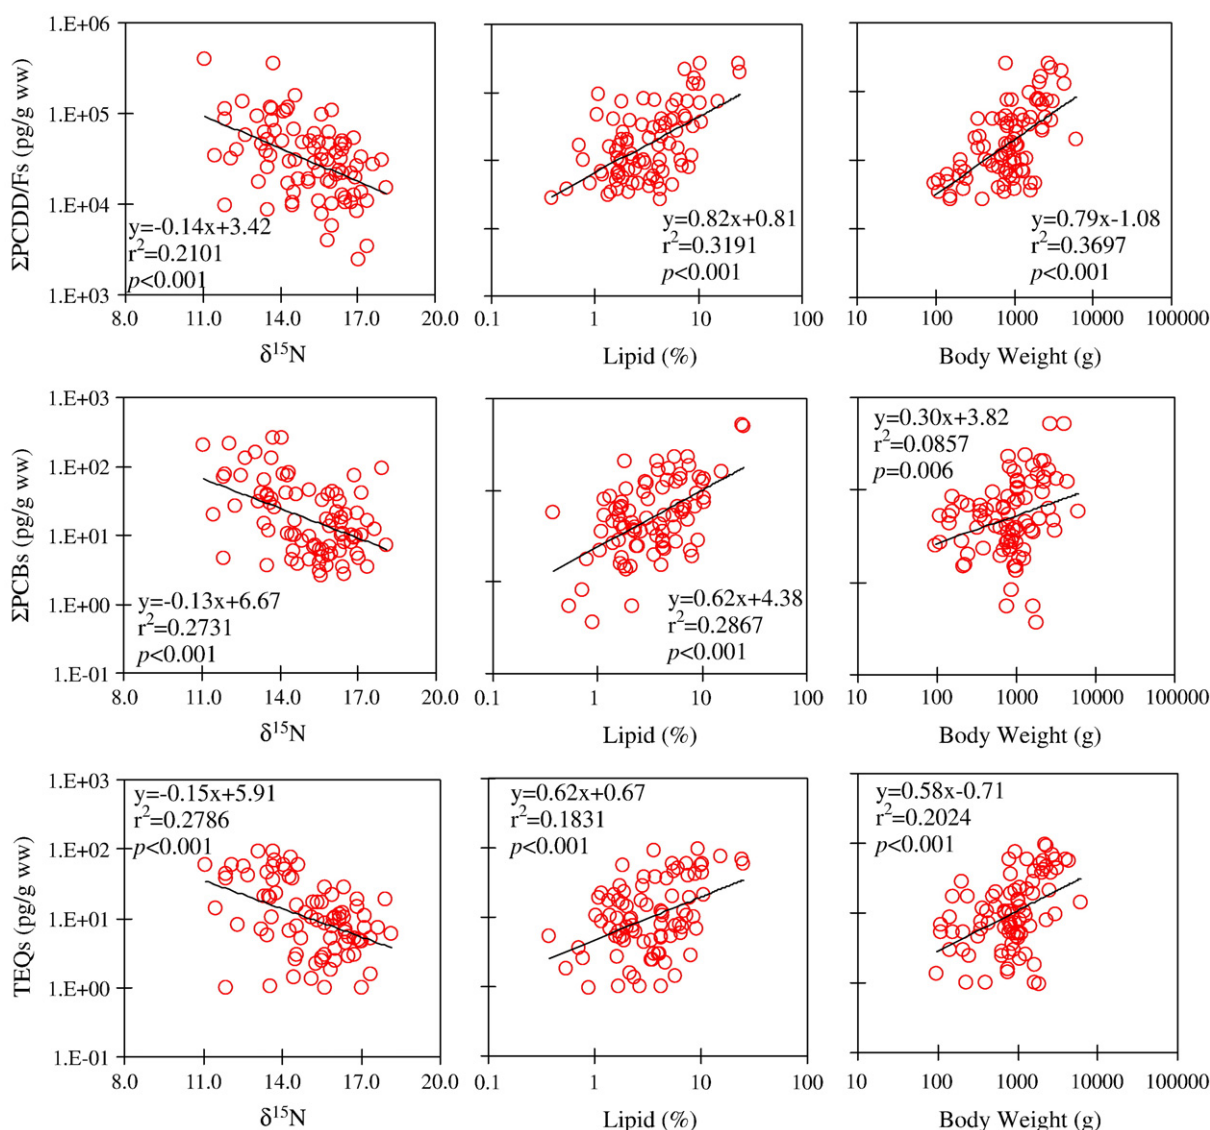 1.E+06
1.E+05
1.E+04
1.E+03
ΣPCDD/Fs (pg/g ww)
y=-0.14x+3.42
r²=0.2101
p<0.001
8.0 11.0 14.0 17.0 20.0
δ¹⁵N
y=0.82x+0.81
r²=0.3191
p<0.001
0.1 1 10 100
Lipid (%)
y=0.79x-1.08
r²=0.3697
p<0.001
10 100 1000 10000 100000
Body Weight (g)
1.E+03
1.E+02
1.E+01
1.E+00
1.E-01
ΣPCBs (pg/g ww)
y=-0.13x+6.67
r²=0.2731
p<0.001
8.0 11.0 14.0 17.0 20.0
δ¹⁵N
y=0.62x+4.38
r²=0.2867
p<0.001
0.1 1 10 100
Lipid (%)
y=0.30x+3.82
r²=0.0857
p=0.006
10 100 1000 10000 100000
Body Weight (g)
1.E+03
1.E+02
1.E+01
1.E+00
1.E-01
TEQs (pg/g ww)
y=-0.15x+5.91
r²=0.2786
p<0.001
8.0 11.0 14.0 17.0 20.0
δ¹⁵N
y=0.62x+0.67
r²=0.1831
p<0.001
0.1 1 10 100
Lipid (%)
y=0.58x-0.71
r²=0.2024
p<0.001
10 100 1000 10000 100000
Body Weight (g)